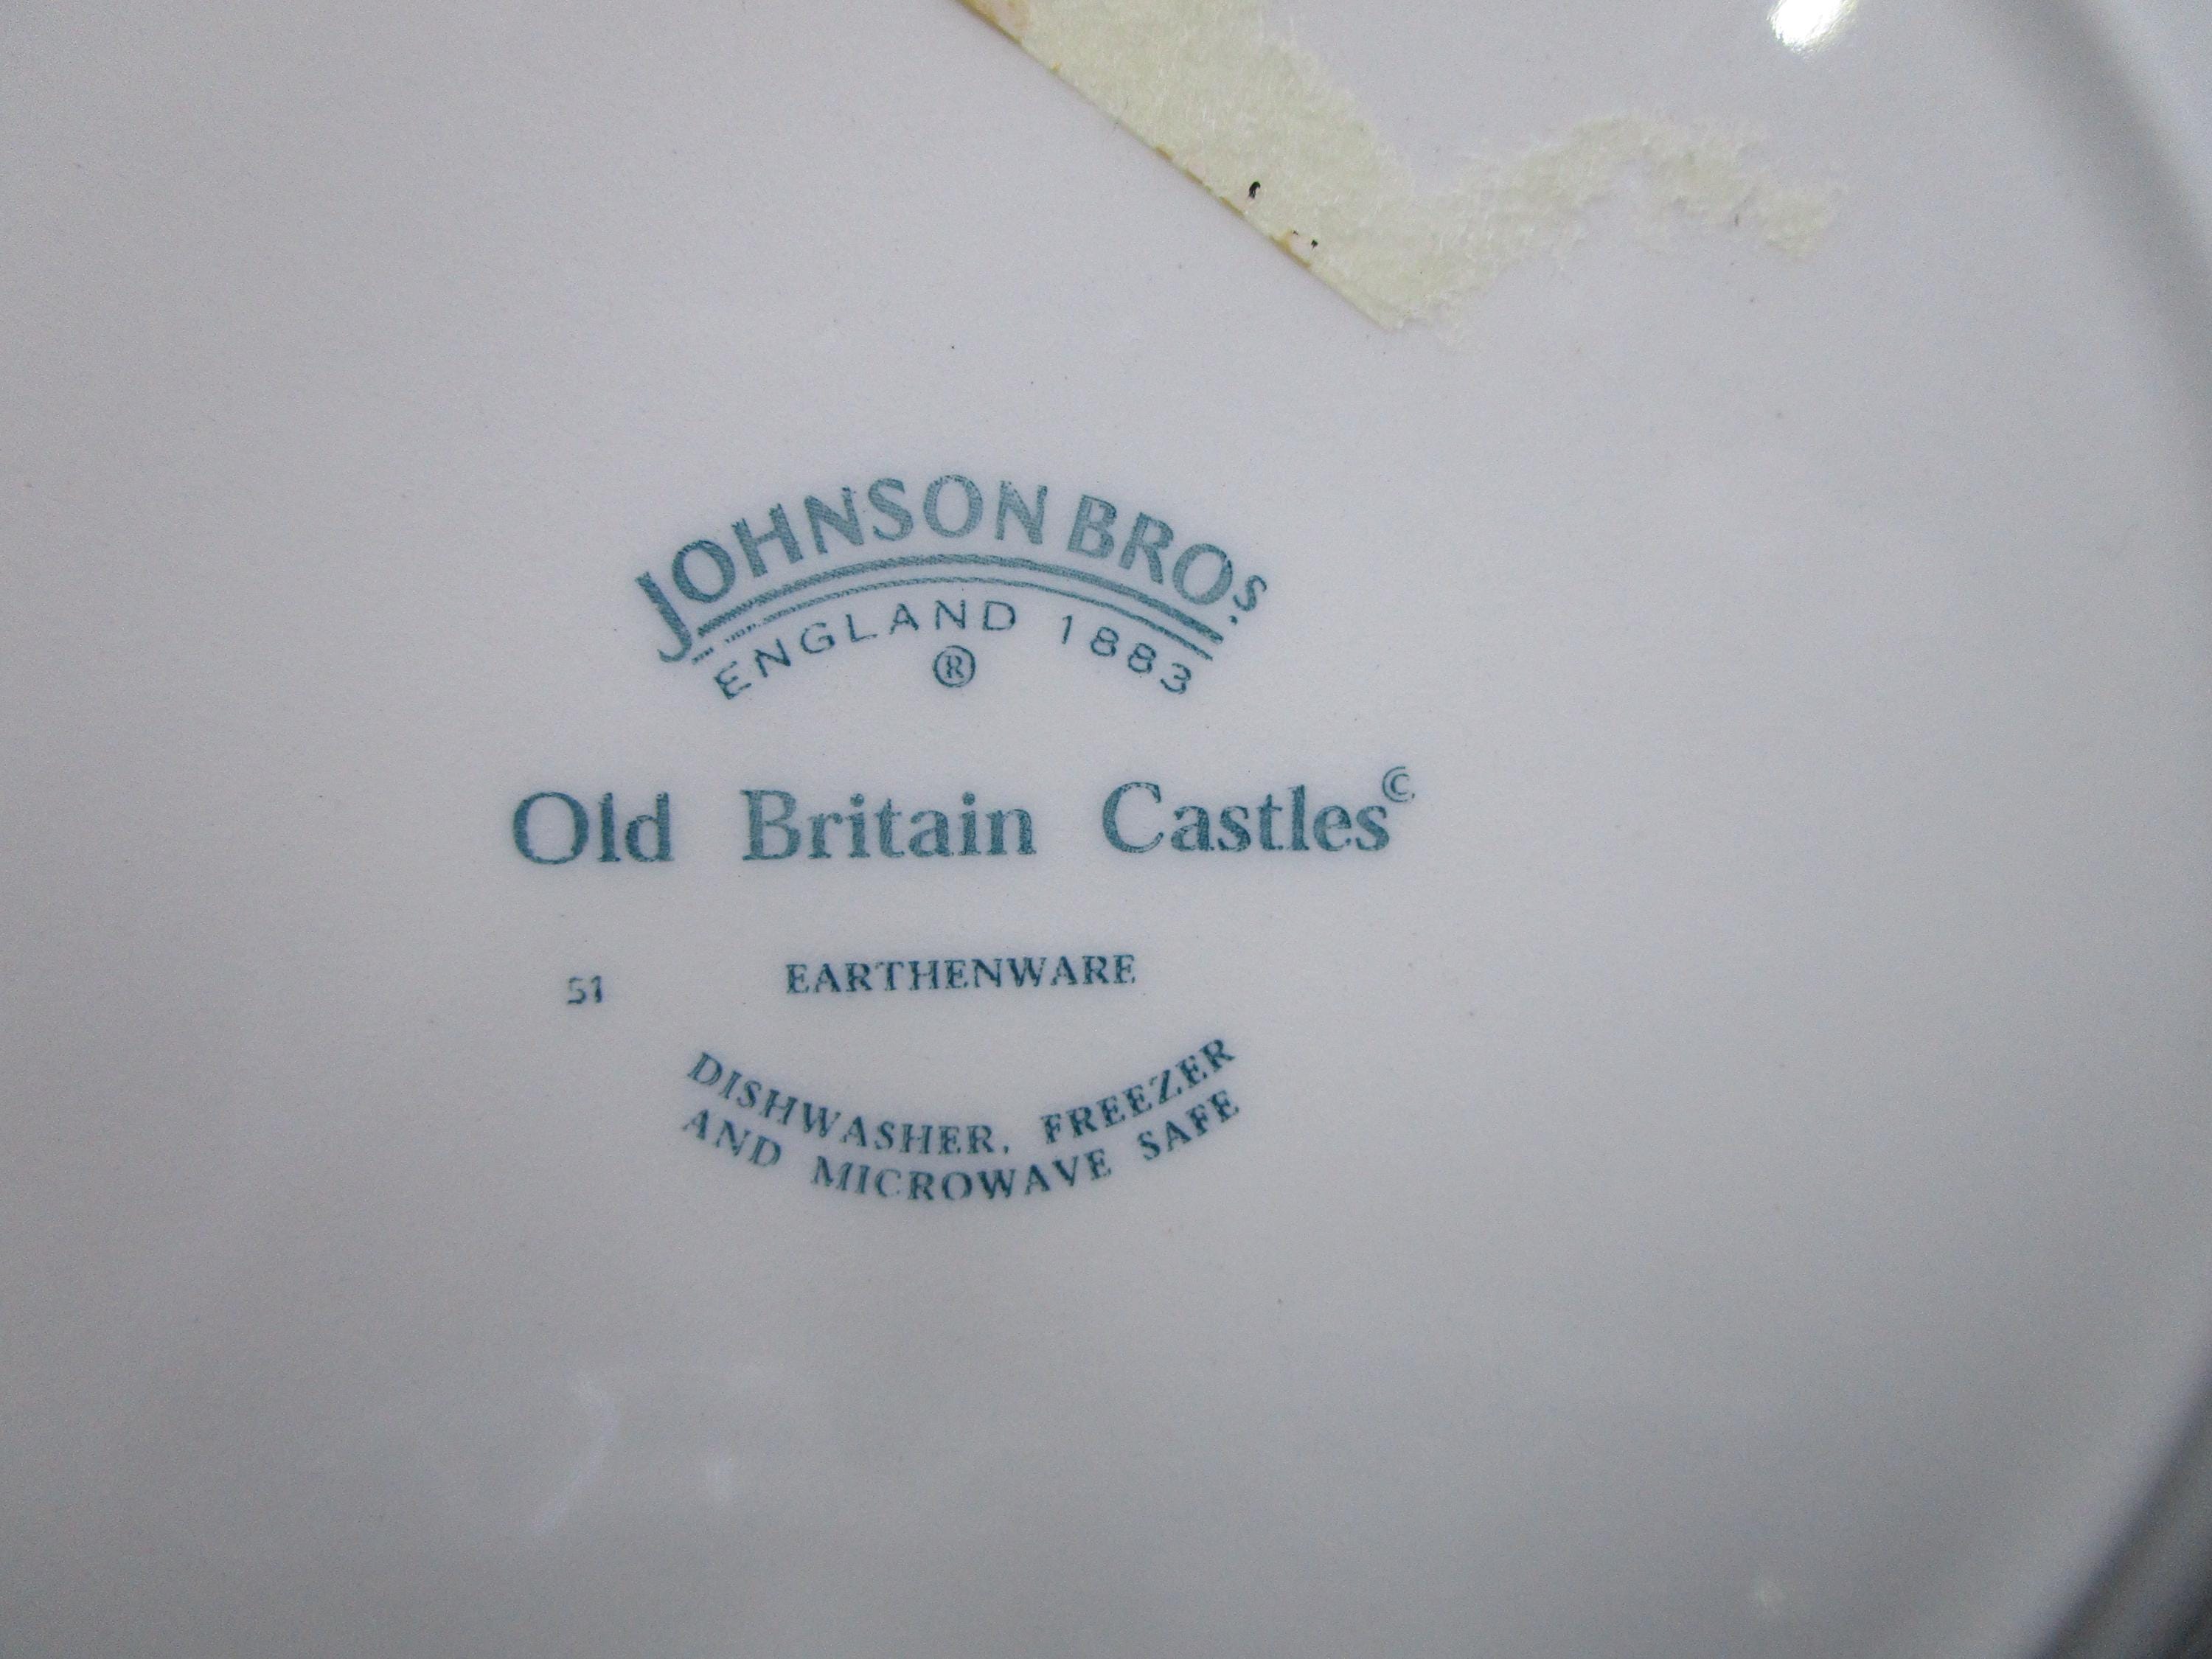 JOHNSON BROS.
ENGLAND 1883
®
Old Britain Castles©
51 EARTHENWARE
DISHWASHER, FREEZER
AND MICROWAVE SAFE